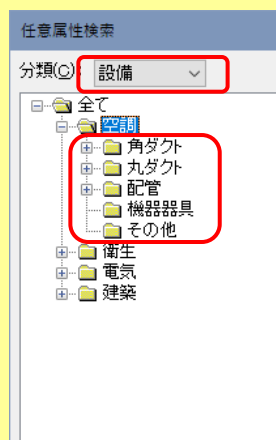 任意属性検索
分類(C): 設備
全て
空調
角ダクト
丸ダクト
配管
機器器具
その他
衛生
電気
建築